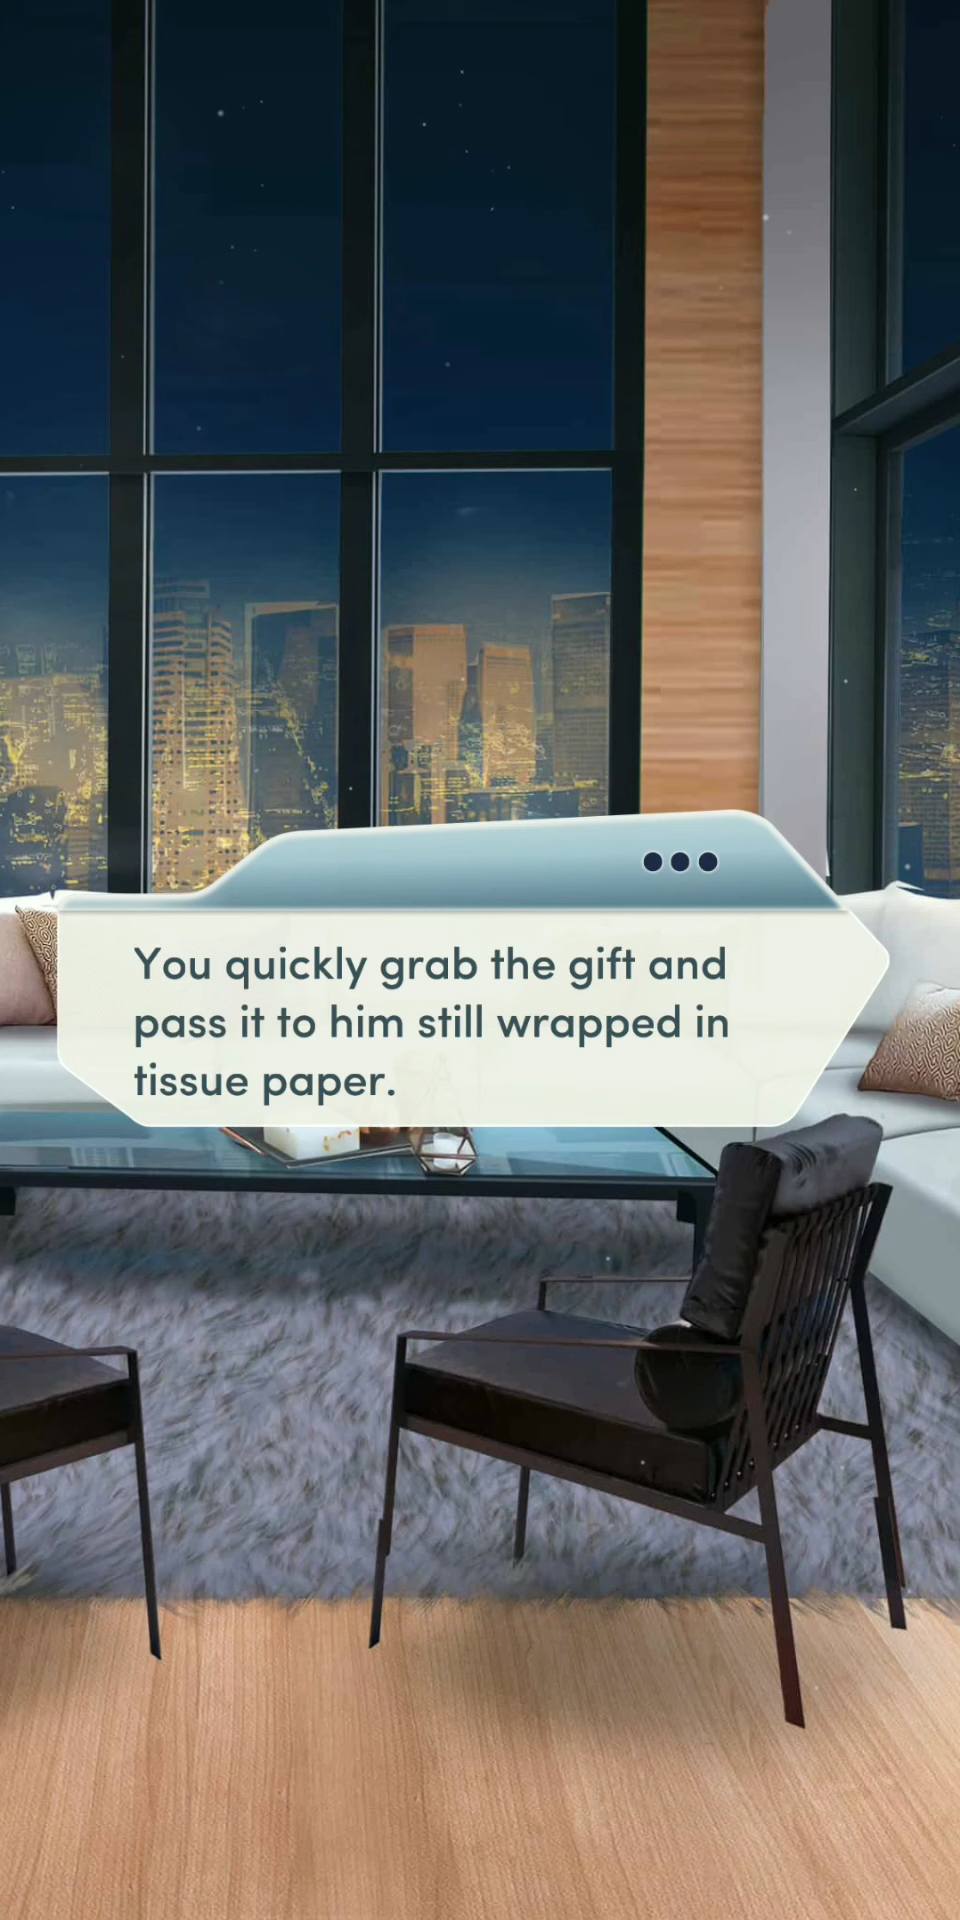 You quickly grab the gift and
pass it to him still wrapped in
tissue paper.